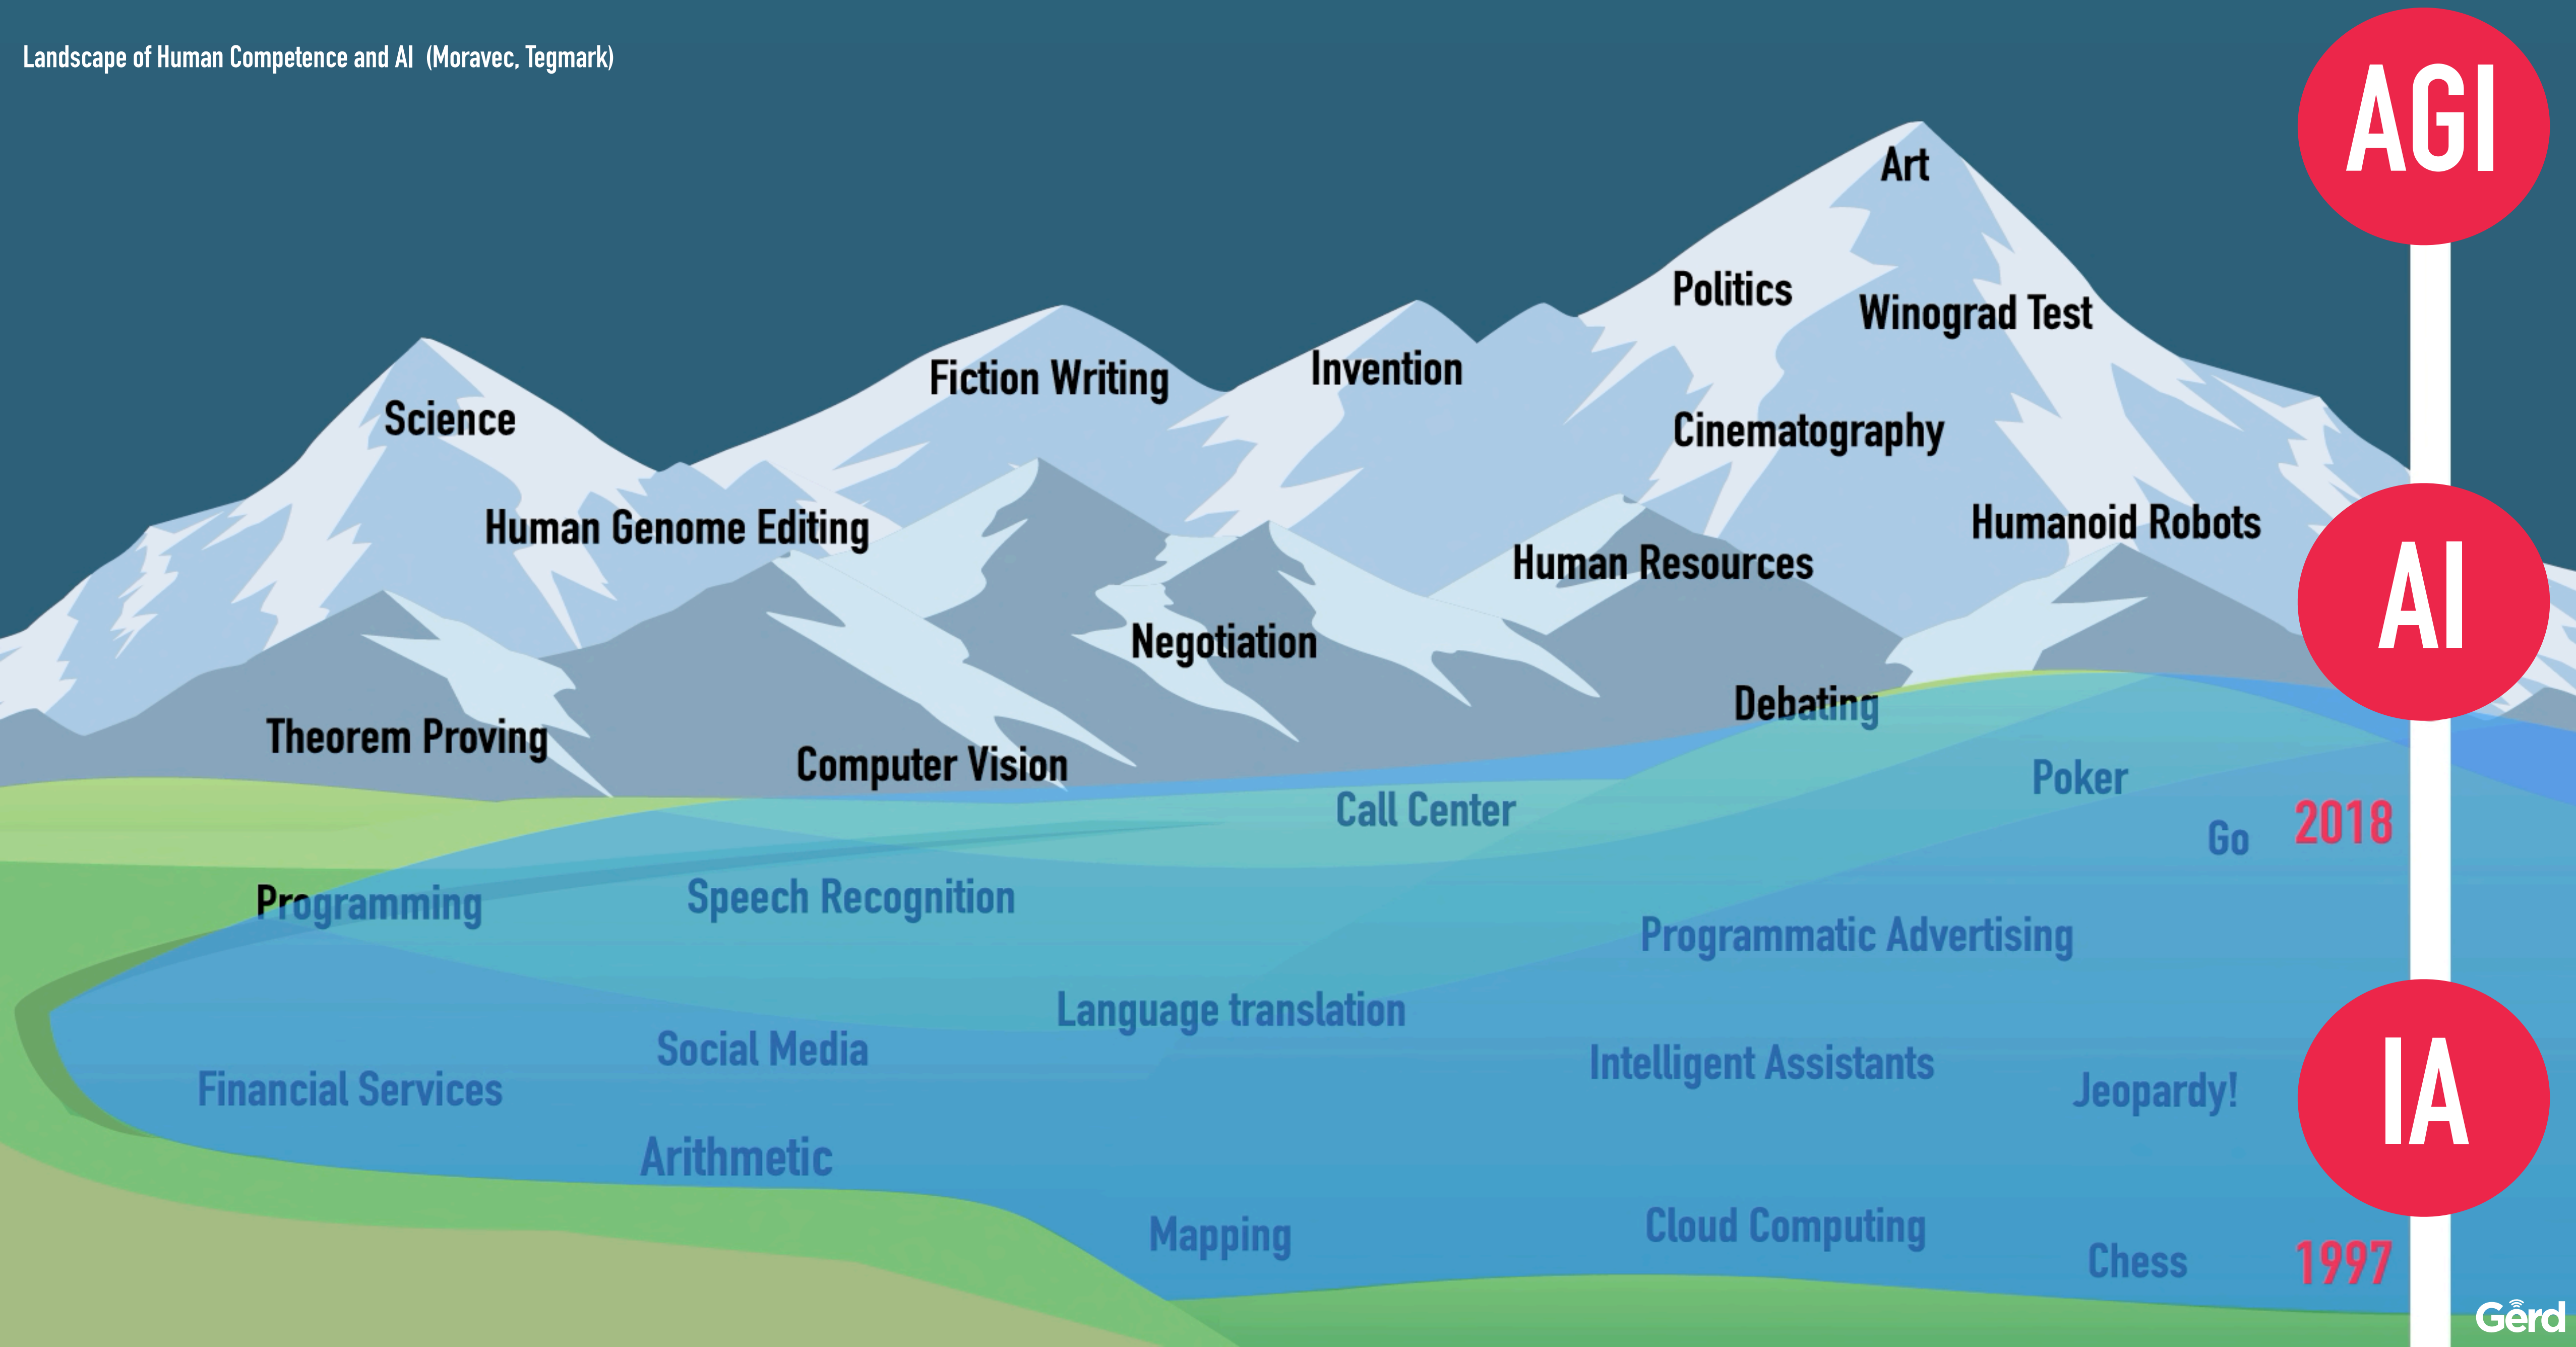 Landscape of Human Competence and AI (Moravec, Tegmark)
AGI
Art
Politics
Winograd Test
Fiction Writing
Invention
Science
Cinematography
Human Genome Editing
Humanoid Robots
Human Resources
AI
Negotiation
Debating
Theorem Proving
Computer Vision
Poker
Call Center
2018
Go
Programming
Speech Recognition
Programmatic Advertising
Language translation
Social Media
Intelligent Assistants
Financial Services
Jeopardy!
IA
Arithmetic
Mapping
Cloud Computing
Chess
1997
Gerd